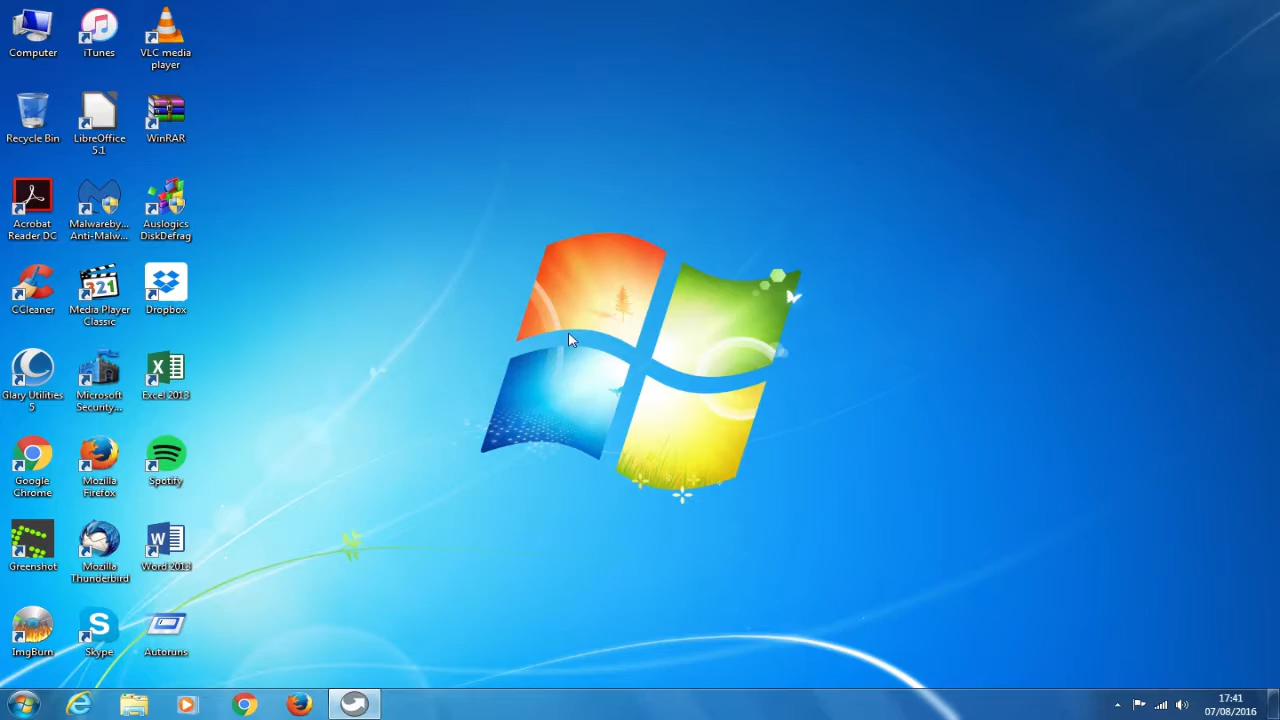 Computer
iTunes
VLC media
player
Recycle Bin
LibreOffice
5.1
WinRAR
Acrobat
Reader DC
Malwareby...
Anti-Malw...
Auslogics
DiskDefrag
CCleaner
321
Media Player
Classic
Dropbox
Glary Utilities
5
Microsoft
Security...
Excel 2013
Google
Chrome
Mozilla
Firefox
Spotify
Greenshot
Mozilla
Thunderbird
Word 2013
ImgBurn
Skype
Autoruns
17:41
07/08/2016